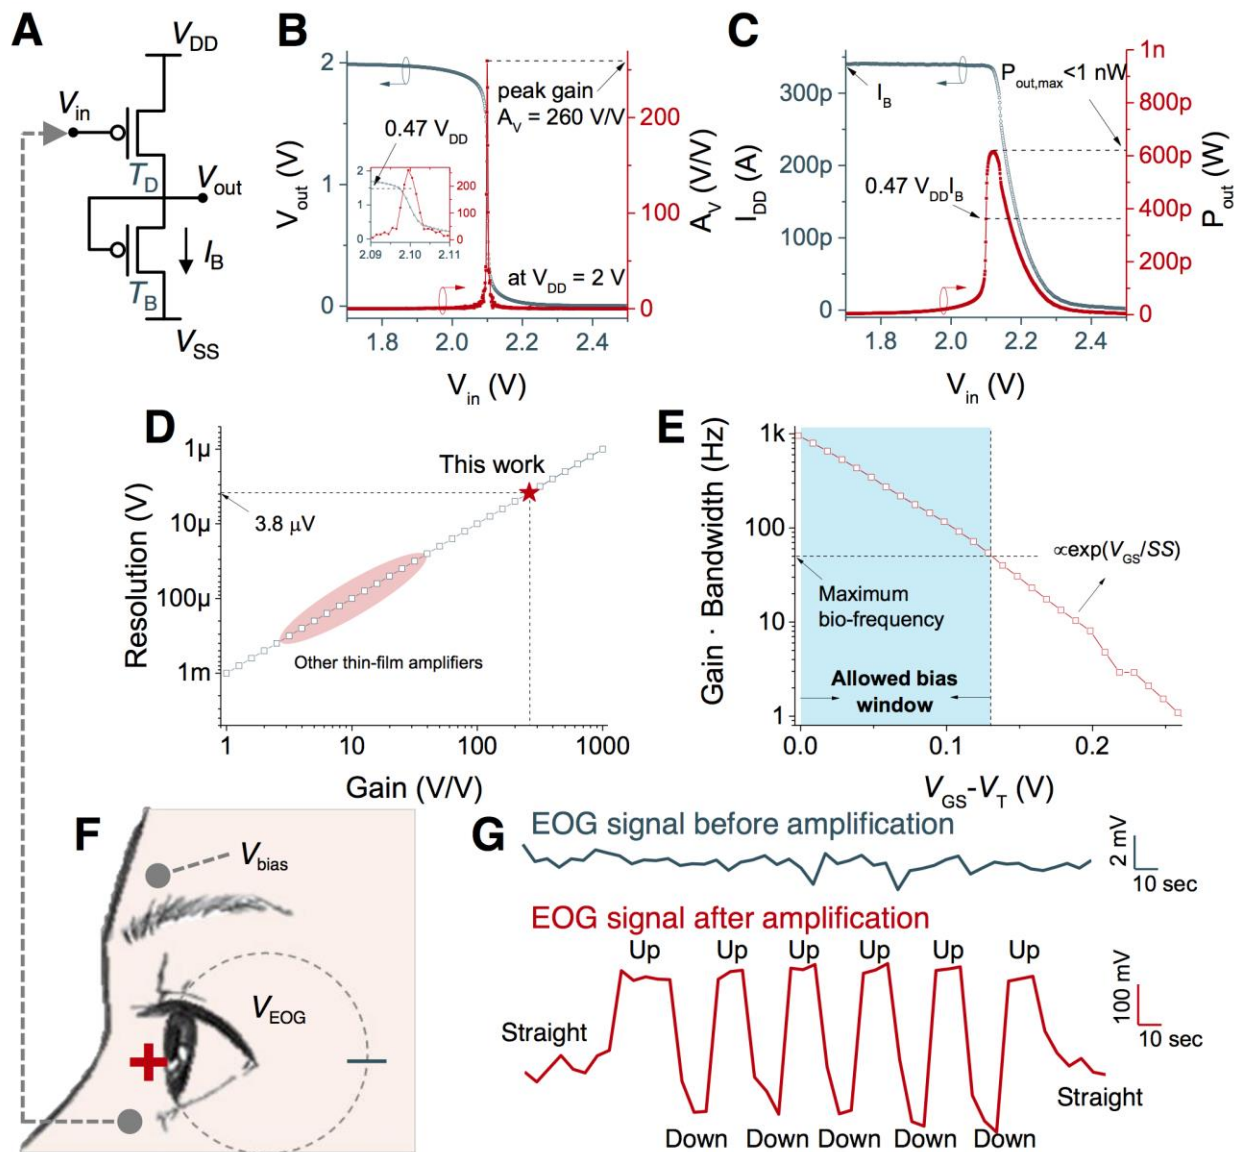 A
V_DD
V_in
T_D
V_out
I_B
T_B
V_SS
B
2
1
0
V_out (V)
peak gain
A_V = 260 V/V
200
100
0
A_V (V/V)
0.47 V_DD
2
1
0
200
100
0
2.09 2.10 2.11
at V_DD = 2 V
1.8 2.0 2.2 2.4
V_in (V)
C
300p
200p
100p
0
I_DD (A)
I_B
P_out,max <1 nW
0.47 V_DD I_B
1n
800p
600p
400p
200p
0
P_out (W)
1.8 2.0 2.2 2.4
V_in (V)
D
1μ
10μ
100μ
1m
Resolution (V)
This work
3.8 μV
Other thin-film amplifiers
1 10 100 1000
Gain (V/V)
E
1k
100
10
1
Gain · Bandwidth (Hz)
∝exp(V_GS/SS)
Maximum
bio-frequency
Allowed bias
window
0.0 0.1 0.2
V_GS-V_T (V)
F
V_bias
V_EOG
+
G
EOG signal before amplification
2 mV
10 sec
EOG signal after amplification
Up Up Up Up Up Up
100 mV
10 sec
Straight
Straight
Down Down Down Down Down